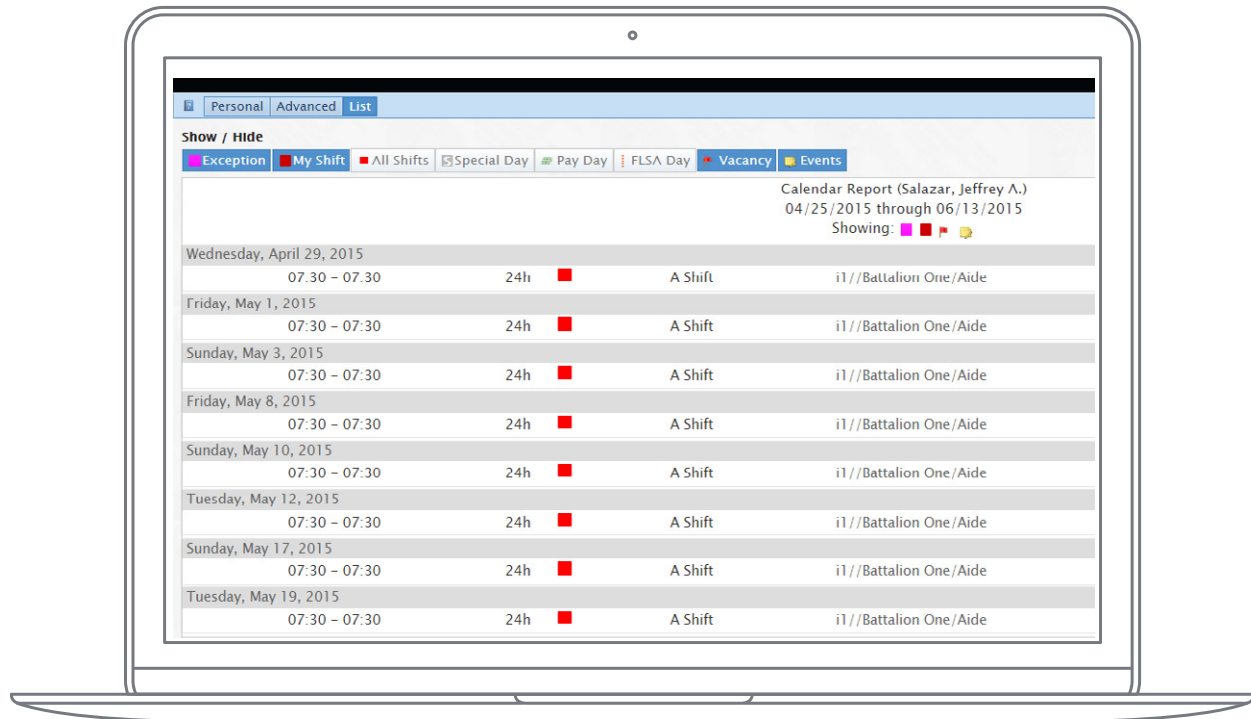 Personal Advanced List
Show / Hide
Exception My Shift All Shifts Special Day Pay Day FLSA Day Vacancy Events
Calendar Report (Salazar, Jeffrey A.)
04/25/2015 through 06/13/2015
Showing:
Wednesday, April 29, 2015
07:30 – 07:30 24h A Shift i1//Battalion One/Aide
Friday, May 1, 2015
07:30 – 07:30 24h A Shift i1//Battalion One/Aide
Sunday, May 3, 2015
07:30 – 07:30 24h A Shift i1//Battalion One/Aide
Friday, May 8, 2015
07:30 – 07:30 24h A Shift i1//Battalion One/Aide
Sunday, May 10, 2015
07:30 – 07:30 24h A Shift i1//Battalion One/Aide
Tuesday, May 12, 2015
07:30 – 07:30 24h A Shift i1//Battalion One/Aide
Sunday, May 17, 2015
07:30 – 07:30 24h A Shift i1//Battalion One/Aide
Tuesday, May 19, 2015
07:30 – 07:30 24h A Shift i1//Battalion One/Aide